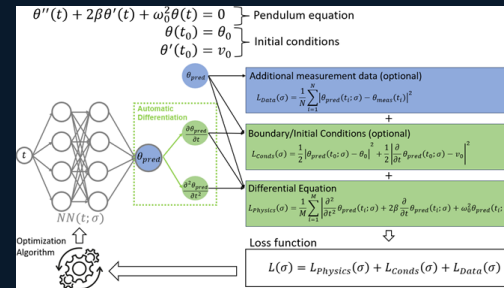 θ''(t) + 2βθ'(t) + ω₀²θ(t) = 0
Pendulum equation
θ(t₀) = θ₀
θ'(t₀) = v₀
Initial conditions
θ_pred
Additional measurement data (optional)
L_Data(σ) = 1/N ∑_{i=1}^{N} |θ_pred(t_i; σ) − θ_meas(t_i)|²
+
Automatic
Differentiation
Boundary/Initial Conditions (optional)
L_Conds(σ) = 1/2 |θ_pred(t₀; σ) − θ₀|² + 1/2 |∂/∂t θ_pred(t₀; σ) − v₀|²
+
t
θ_pred
∂θ_pred/∂t
∂²θ_pred/∂t²
NN(t; σ)
Differential Equation
L_Physics(σ) = 1/M ∑_{i=1}^{M} |∂²/∂t² θ_pred(t_i; σ) + 2β ∂/∂t θ_pred(t_i; σ) + ω₀²θ_pred(t_i;
Optimization
Algorithm
Loss function
L(σ) = L_Physics(σ) + L_Conds(σ) + L_Data(σ)